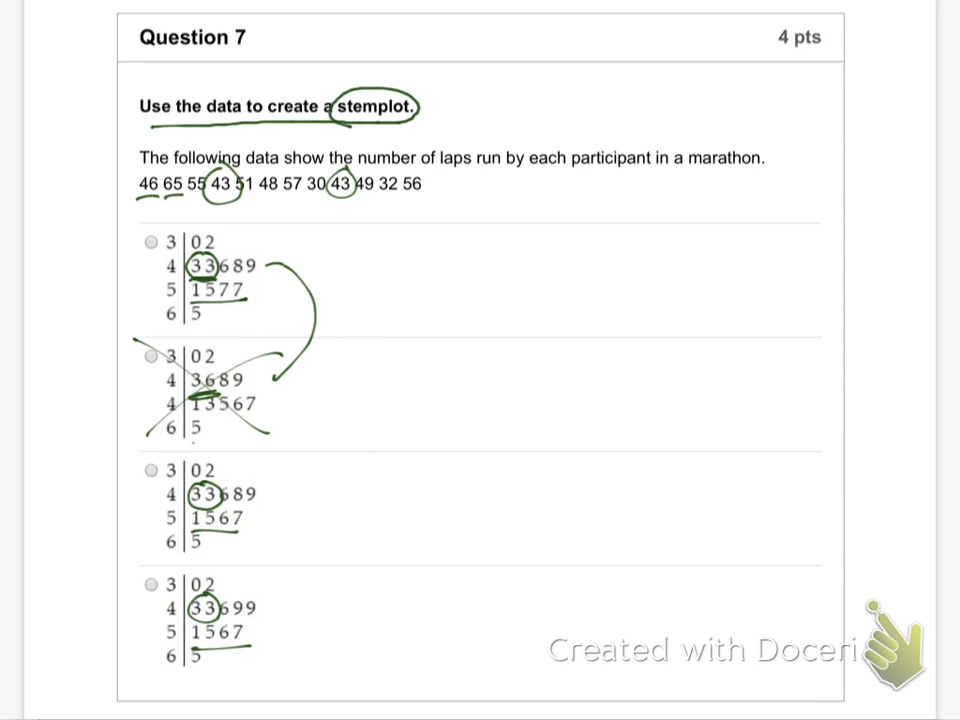 Question 7 4 pts
Use the data to create a stemplot.
The following data show the number of laps run by each participant in a marathon.
46 65 55 43 51 48 57 30 43 49 32 56
3 | 0 2
4 | 3 3 6 8 9
5 | 1 5 7 7
6 | 5
3 | 0 2
4 | 3 6 8 9
4 | 1 3 5 6 7
6 | 5
3 | 0 2
4 | 3 3 6 8 9
5 | 1 5 6 7
6 | 5
3 | 0 2
4 | 3 3 6 9 9
5 | 1 5 6 7
6 | 5
Created with Doceri